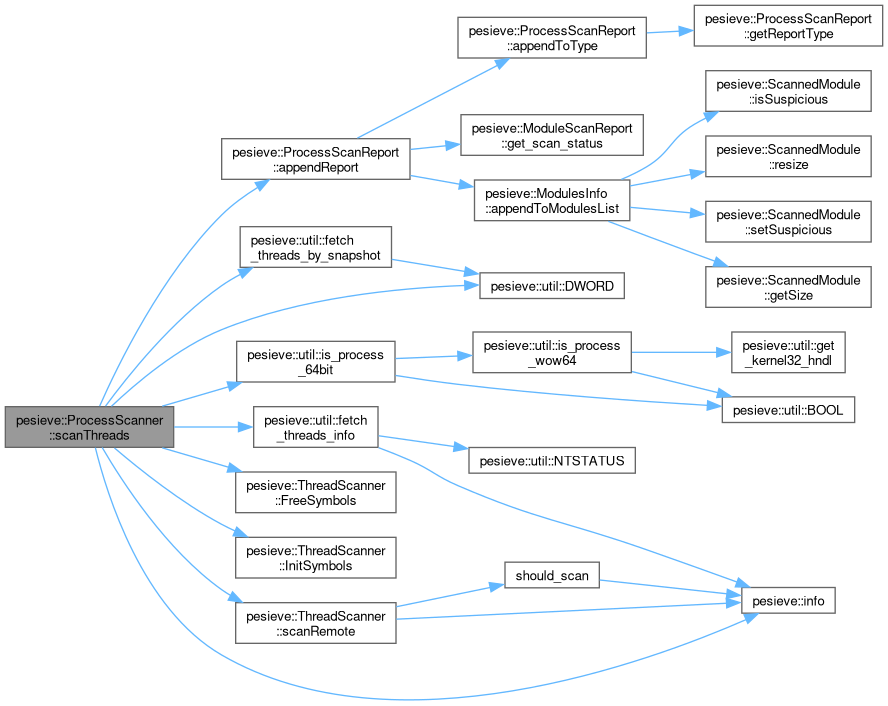 pesieve::ProcessScanReport
::appendToType
pesieve::ProcessScanReport
::getReportType
pesieve::ScannedModule
::isSuspicious
pesieve::ModuleScanReport
::get_scan_status
pesieve::ProcessScanReport
::appendReport
pesieve::ScannedModule
::resize
pesieve::ModulesInfo
::appendToModulesList
pesieve::ScannedModule
::setSuspicious
pesieve::util::fetch
_threads_by_snapshot
pesieve::ScannedModule
::getSize
pesieve::util::DWORD
pesieve::util::is_process
_64bit
pesieve::util::is_process
_wow64
pesieve::util::get
_kernel32_hndl
pesieve::util::BOOL
pesieve::ProcessScanner
::scanThreads
pesieve::util::fetch
_threads_info
pesieve::util::NTSTATUS
pesieve::ThreadScanner
::FreeSymbols
pesieve::ThreadScanner
::InitSymbols
should_scan
pesieve::info
pesieve::ThreadScanner
::scanRemote